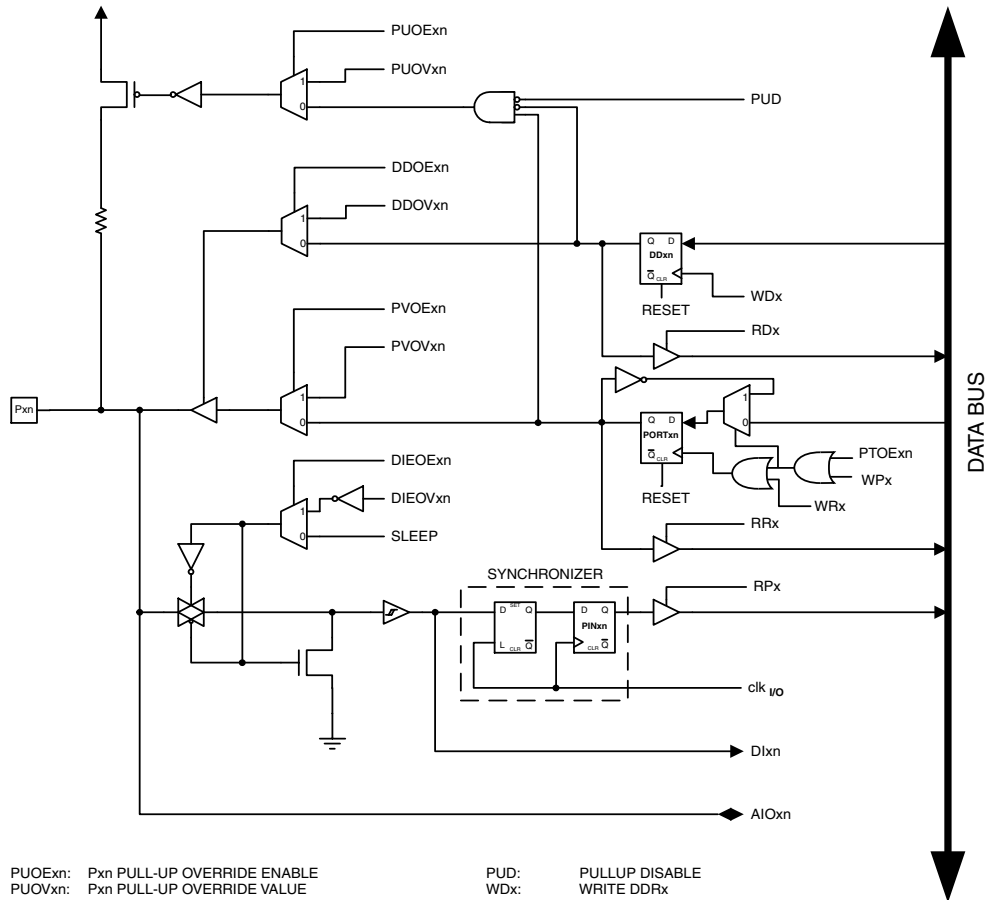 PUOExn
PUOVxn
1
0
PUD
DDOExn
DDOVxn
1
0
Q D
DDxn
Q CLR
WDx
RESET
RDx
PVOExn
PVOVxn
1
0
Pxn
1
0
Q D
PORTxn
Q CLR
PTOExn
WPx
RESET
WRx
RRx
DATA BUS
DIEOExn
DIEOVxn
1
0
SLEEP
SYNCHRONIZER
RPx
D SET Q
L CLR Q
D Q
PINxn
CLR Q
clk I/O
DIxn
AIOxn
PUOExn: Pxn PULL-UP OVERRIDE ENABLE
PUOVxn: Pxn PULL-UP OVERRIDE VALUE
PUD: PULLUP DISABLE
WDx: WRITE DDRx